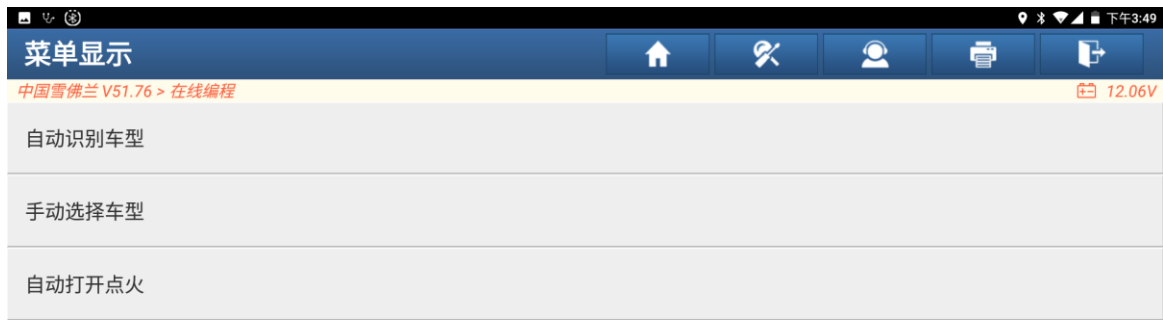 下午3:49
菜单显示
中国雪佛兰 V51.76 > 在线编程
12.06V
自动识别车型
手动选择车型
自动打开点火